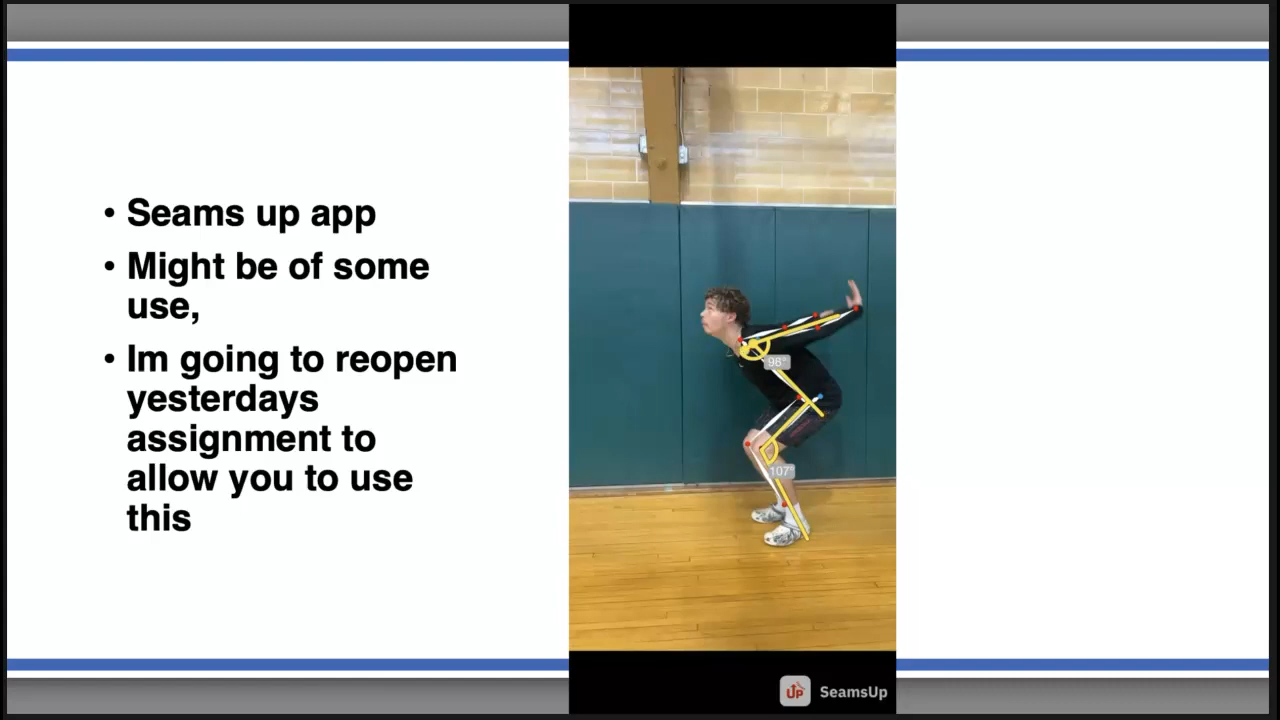 • Seams up app
• Might be of some
use,
• Im going to reopen
yesterdays
assignment to
allow you to use
this
98°
107°
UP SeamsUp